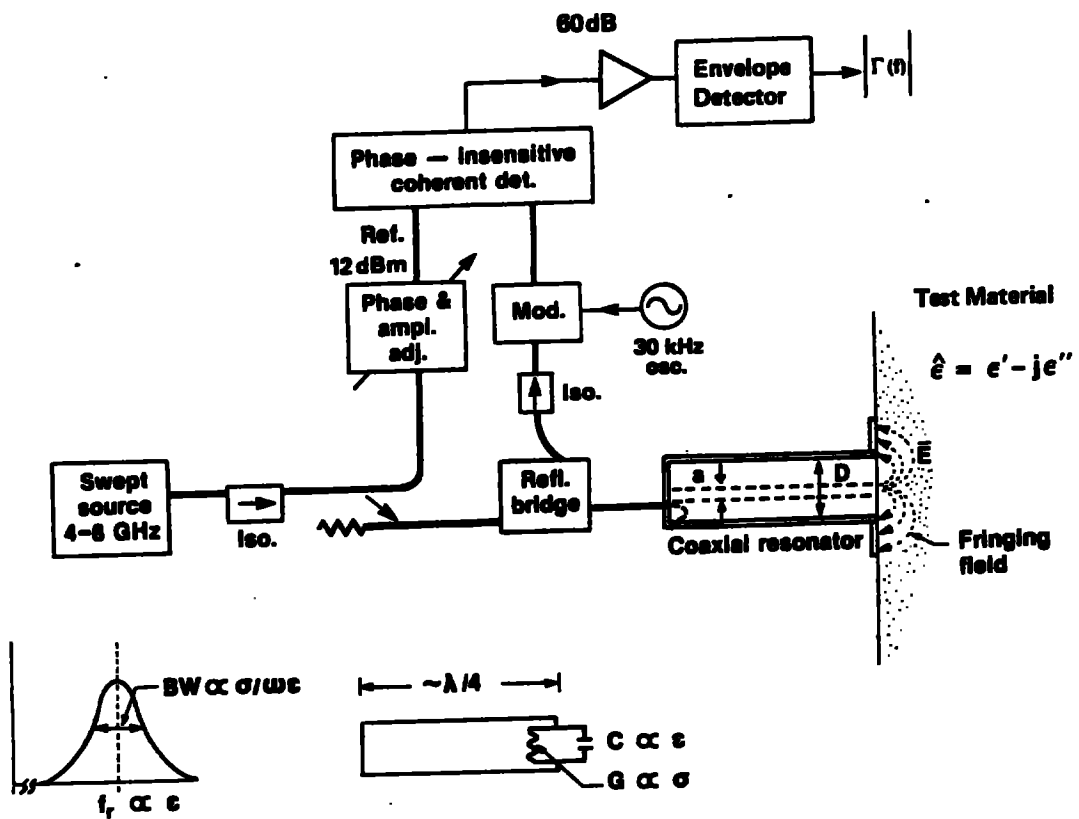 60dB
Envelope
Detector
|Γ(f)|
Phase — insensitive
coherent det.
Ref.
12 dBm
Phase &
ampl.
adj.
Mod.
30 kHz
osc.
Iso.
Test Material
ε̂ = ε' – jε''
Swept
source
4–8 GHz
Iso.
Refl.
bridge
a
D
E̅
Coaxial resonator
Fringing
field
BW ∝ σ/ωε
f_r ∝ ε
~λ/4
C ∝ ε
G ∝ σ